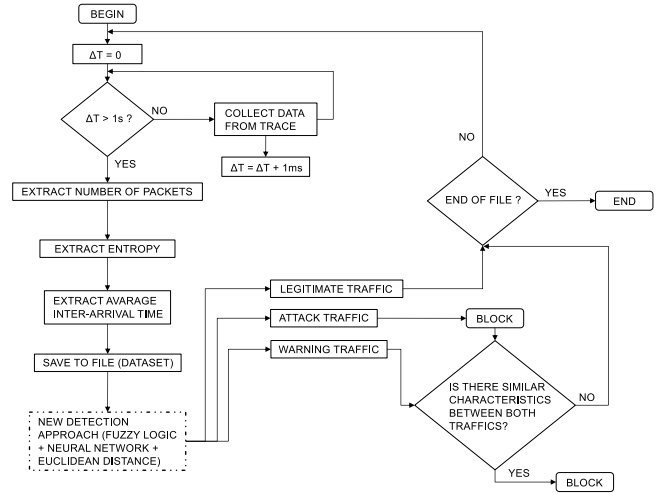 BEGIN
ΔT = 0
ΔT > 1s ?
NO
COLLECT DATA
FROM TRACE
ΔT = ΔT + 1ms
YES
EXTRACT NUMBER OF PACKETS
EXTRACT ENTROPY
EXTRACT AVARAGE
INTER-ARRIVAL TIME
SAVE TO FILE (DATASET)
NEW DETECTION
APPROACH (FUZZY LOGIC
+ NEURAL NETWORK +
EUCLIDEAN DISTANCE)
LEGITIMATE TRAFFIC
ATTACK TRAFFIC
WARNING TRAFFIC
BLOCK
IS THERE SIMILAR
CHARACTERISTICS
BETWEEN BOTH
TRAFFICS?
NO
YES
BLOCK
END OF FILE ?
NO
YES
END